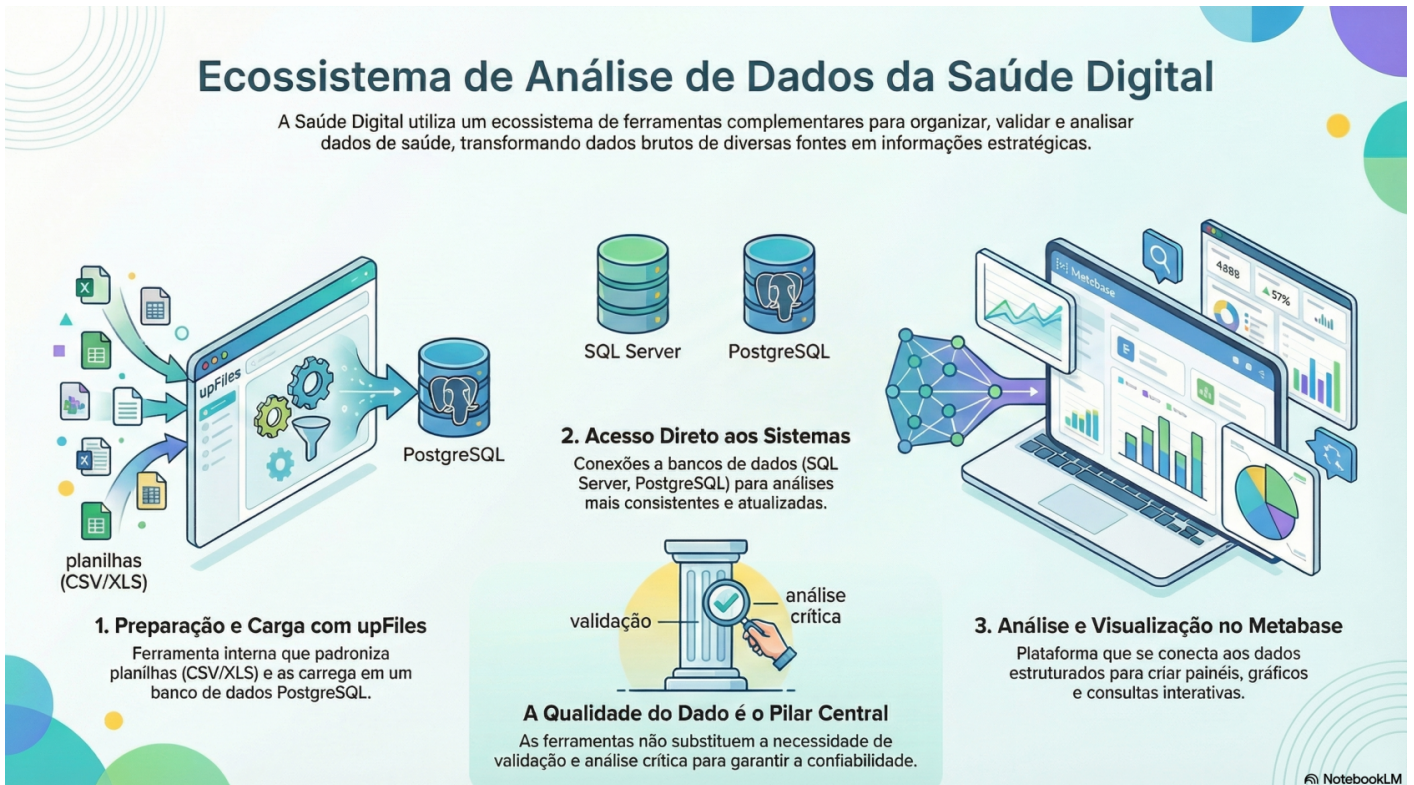 Ecossistema de Análise de Dados da Saúde Digital
A Saúde Digital utiliza um ecossistema de ferramentas complementares para organizar, validar e analisar
dados de saúde, transformando dados brutos de diversas fontes em informações estratégicas.
upFiles
PostgreSQL
planilhas
(CSV/XLS)
1. Preparação e Carga com upFiles
Ferramenta interna que padroniza
planílhas (CSV/XLS) e as carrega em um
banco de dados PostgreSQL.
SQL Server
PostgreSQL
2. Acesso Direto aos Sistemas
Conexões a bancos de dados (SQL
Server, PostgreSQL) para análises
mais consistentes e atualizadas.
validação
análise
crítica
A Qualidade do Dado é o Pilar Central
As ferramentas não substituem a necessidade de
validação e análise crítica para garantir a confiabilidade.
Metcbase
4888
57%
3. Análise e Visualização no Metabase
Plataforma que se conecta aos dados
estruturados para criar painéis, gráficos
e consultas interativas.
NotebookLM